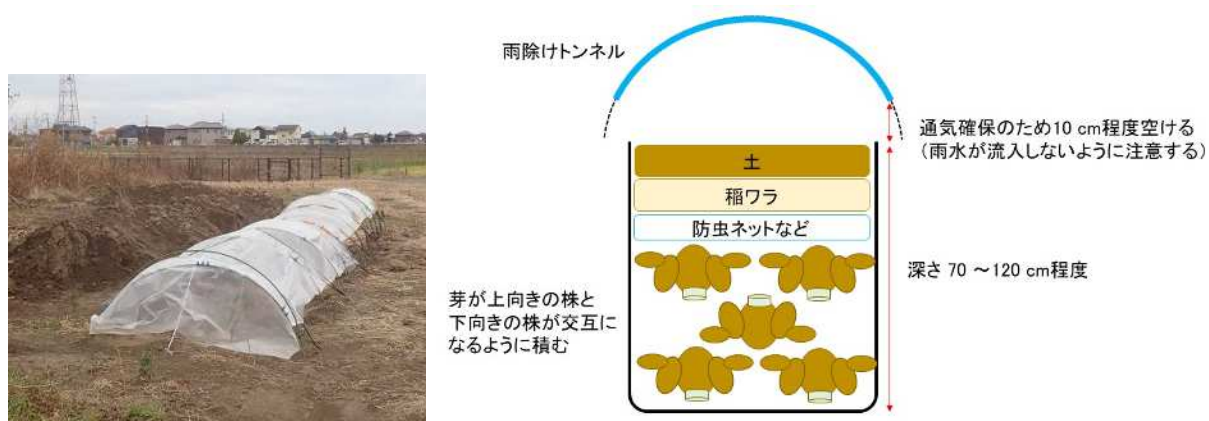 雨除けトンネル
通気確保のため10 cm程度空ける
（雨水が流入しないように注意する）
土
稲ワラ
防虫ネットなど
深さ 70 ～120 cm程度
芽が上向きの株と
下向きの株が交互に
なるように積む